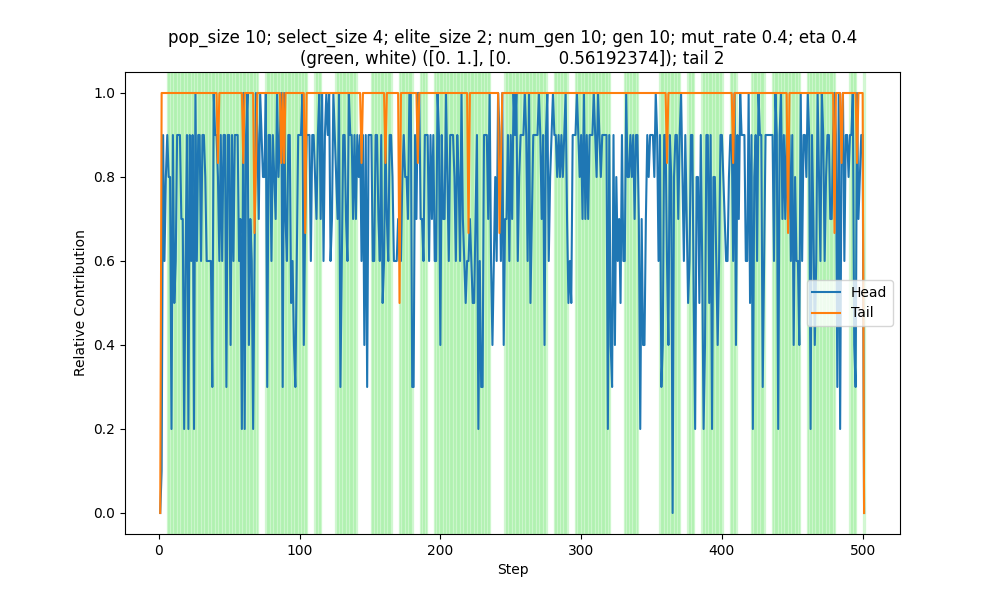 pop_size 10; select_size 4; elite_size 2; num_gen 10; gen 10; mut_rate 0.4; eta 0.4
(green, white) ([0. 1.], [0.          0.56192374]); tail 2
1.0
0.8
0.6
0.4
0.2
0.0
Relative Contribution
Head
Tail
0
100
200
300
400
500
Step